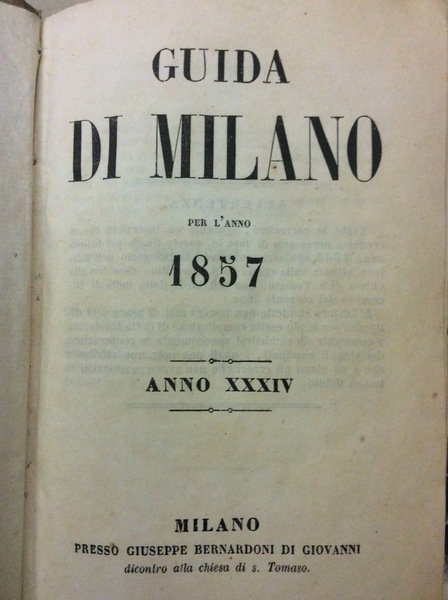 GUIDA
DI MILANO
PER L'ANNO
1857
ANNO XXXIV
MILANO
PRESSO GIUSEPPE BERNARDONI DI GIOVANNI
dicontro alla chiesa di s. Tomaso.